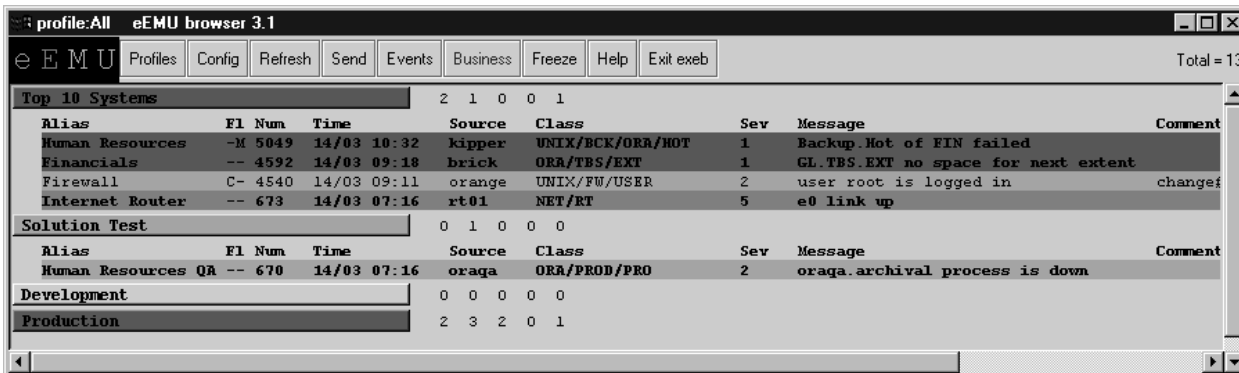 profile:All eEMU browser 3.1
eEMU Profiles Config Refresh Send Events Business Freeze Help Exit exeb Total = 13
Top 10 Systems 2 1 0 0 1
Alias Fl Num Time Source Class Sev Message Comment
Human Resources -M 5049 14/03 10:32 kipper UNIX/BCK/ORA/HOT 1 Backup.Hot of FIN failed
Financials -- 4592 14/03 09:18 brick ORA/TBS/EXT 1 GL.TBS.EXT no space for next extent
Firewall C- 4540 14/03 09:11 orange UNIX/FW/USER 2 user root is logged in change
Internet Router -- 673 14/03 07:16 rt01 NET/RT 5 e0 link up
Solution Test 0 1 0 0 0
Alias Fl Num Time Source Class Sev Message Comment
Human Resources QA -- 670 14/03 07:16 oraqa ORA/PROD/PRO 2 oraqa.archival process is down
Development 0 0 0 0 0
Production 2 3 2 0 1